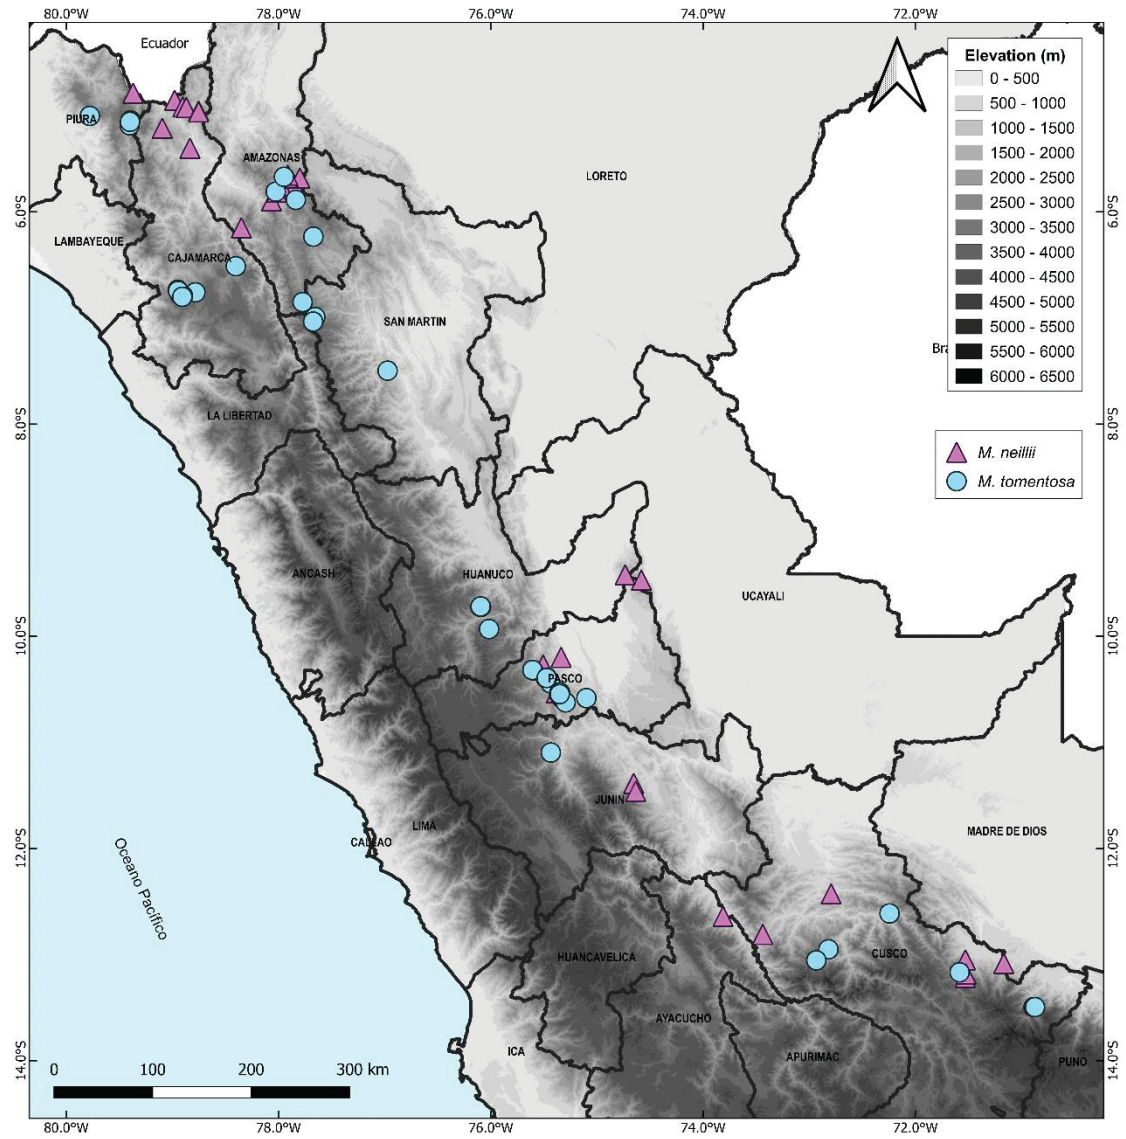 80.0°W 78.0°W 76.0°W 74.0°W 72.0°W
Ecuador
Elevation (m)
0 - 500
500 - 1000
1000 - 1500
1500 - 2000
2000 - 2500
2500 - 3000
3000 - 3500
3500 - 4000
4000 - 4500
4500 - 5000
5000 - 5500
5500 - 6000
6000 - 6500
PIURA
AMAZONAS
LORETO
6.0°S 6.0°S
LAMBAYEQUE
CAJAMARCA
SAN MARTIN
Bra
LA LIBERTAD
8.0°S 8.0°S
M. neillii
M. tomentosa
ANCASH
HUANUCO
UCAYALI
10.0°S 10.0°S
PASCO
JUNIN
LIMA
CALLAO
MADRE DE DIOS
12.0°S 12.0°S
Oceano Pacífico
HUANCAVELICA
CUSCO
AYACUCHO
ICA
APURIMAC
PUNO
14.0°S 14.0°S
0 100 200 300 km
80.0°W 78.0°W 76.0°W 74.0°W 72.0°W